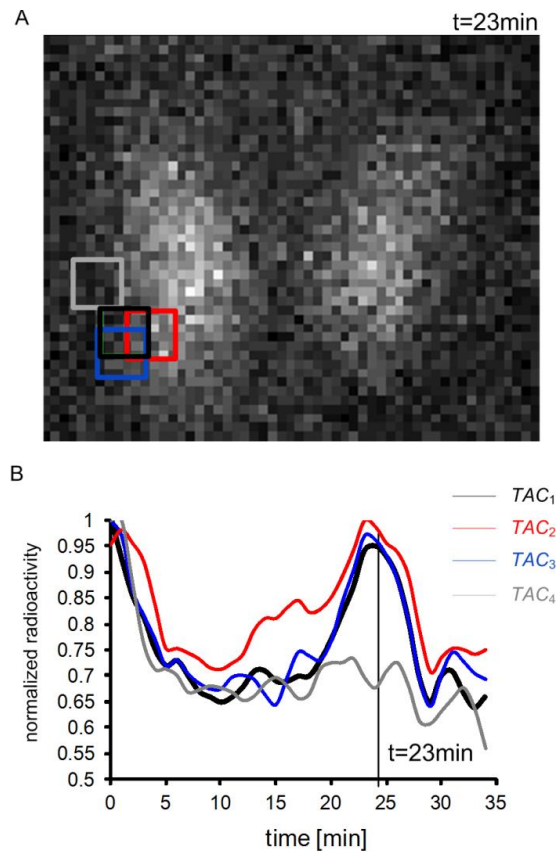 A
t=23min
B
TAC1
TAC2
TAC3
TAC4
normalized radioactivity
1
0.95
0.9
0.85
0.8
0.75
0.7
0.65
0.6
0.55
0.5
t=23min
0 5 10 15 20 25 30 35
time [min]